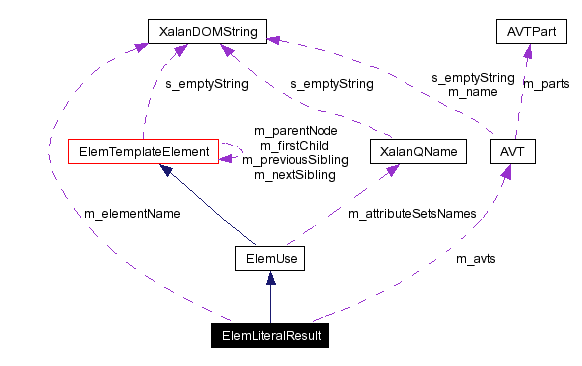 XalanDOMString
AVTPart
s_emptyString
s_emptyString
s_emptyString
m_name
m_parts
m_parentNode
m_firstChild
m_previousSibling
m_nextSibling
ElemTemplateElement
XalanQName
AVT
m_elementName
m_attributeSetsNames
ElemUse
m_avts
ElemLiteralResult